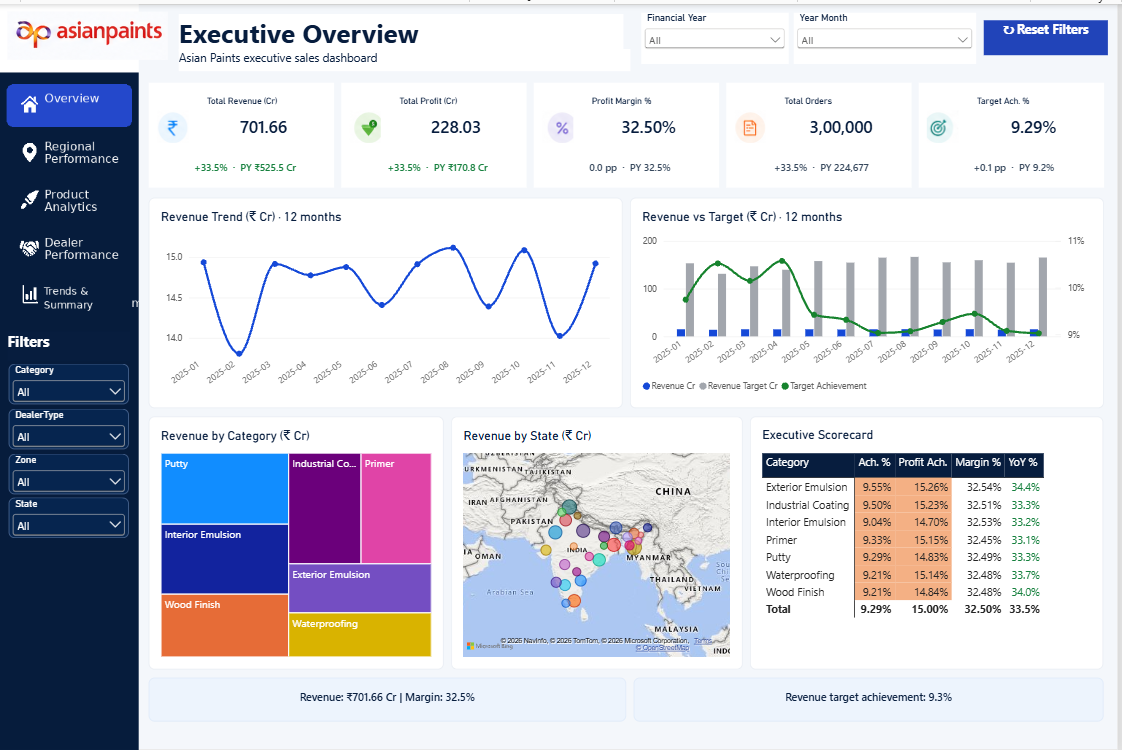 asianpaints
Executive Overview
Asian Paints executive sales dashboard
Financial Year
All
Year Month
All
↻ Reset Filters
Overview
Regional
Performance
Product
Analytics
Dealer
Performance
Trends &
Summary
Filters
Category
All
DealerType
All
Zone
All
State
All
Total Revenue (Cr)
₹
701.66
+33.5% · PY ₹525.5 Cr
Total Profit (Cr)
228.03
+33.5% · PY ₹170.8 Cr
Profit Margin %
%
32.50%
0.0 pp · PY 32.5%
Total Orders
3,00,000
+33.5% · PY 224,677
Target Ach. %
9.29%
+0.1 pp · PY 9.2%
Revenue Trend (₹ Cr) · 12 months
15.0
14.5
14.0
2025-01
2025-02
2025-03
2025-04
2025-05
2025-06
2025-07
2025-08
2025-09
2025-10
2025-11
2025-12
Revenue vs Target (₹ Cr) · 12 months
200
100
0
11%
10%
9%
2025-01
2025-02
2025-03
2025-04
2025-05
2025-06
2025-07
2025-08
2025-09
2025-10
2025-11
2025-12
Revenue Cr Revenue Target Cr Target Achievement
Revenue by Category (₹ Cr)
Putty
Interior Emulsion
Wood Finish
Industrial Co...
Primer
Exterior Emulsion
Waterproofing
Revenue by State (₹ Cr)
TAJIKISTAN
CHINA
IRAN
AFGHANISTAN
PAKISTAN
OMAN
INDIA
MYANMAR
THAILAND
VIETNAM
Arabian Sea
MALAYSIA
© 2026 NavInfo, © 2026 TomTom, © 2026 Microsoft Corporation, Terms
Microsoft Bing
© OpenStreetMap
Executive Scorecard
Category Ach. % Profit Ach. Margin % YoY %
Exterior Emulsion 9.55% 15.26% 32.54% 34.4%
Industrial Coating 9.50% 15.23% 32.51% 33.3%
Interior Emulsion 9.04% 14.70% 32.53% 33.2%
Primer 9.33% 15.15% 32.45% 33.1%
Putty 9.29% 14.83% 32.49% 33.3%
Waterproofing 9.21% 15.14% 32.48% 33.7%
Wood Finish 9.21% 14.84% 32.48% 34.0%
Total 9.29% 15.00% 32.50% 33.5%
Revenue: ₹701.66 Cr | Margin: 32.5%
Revenue target achievement: 9.3%